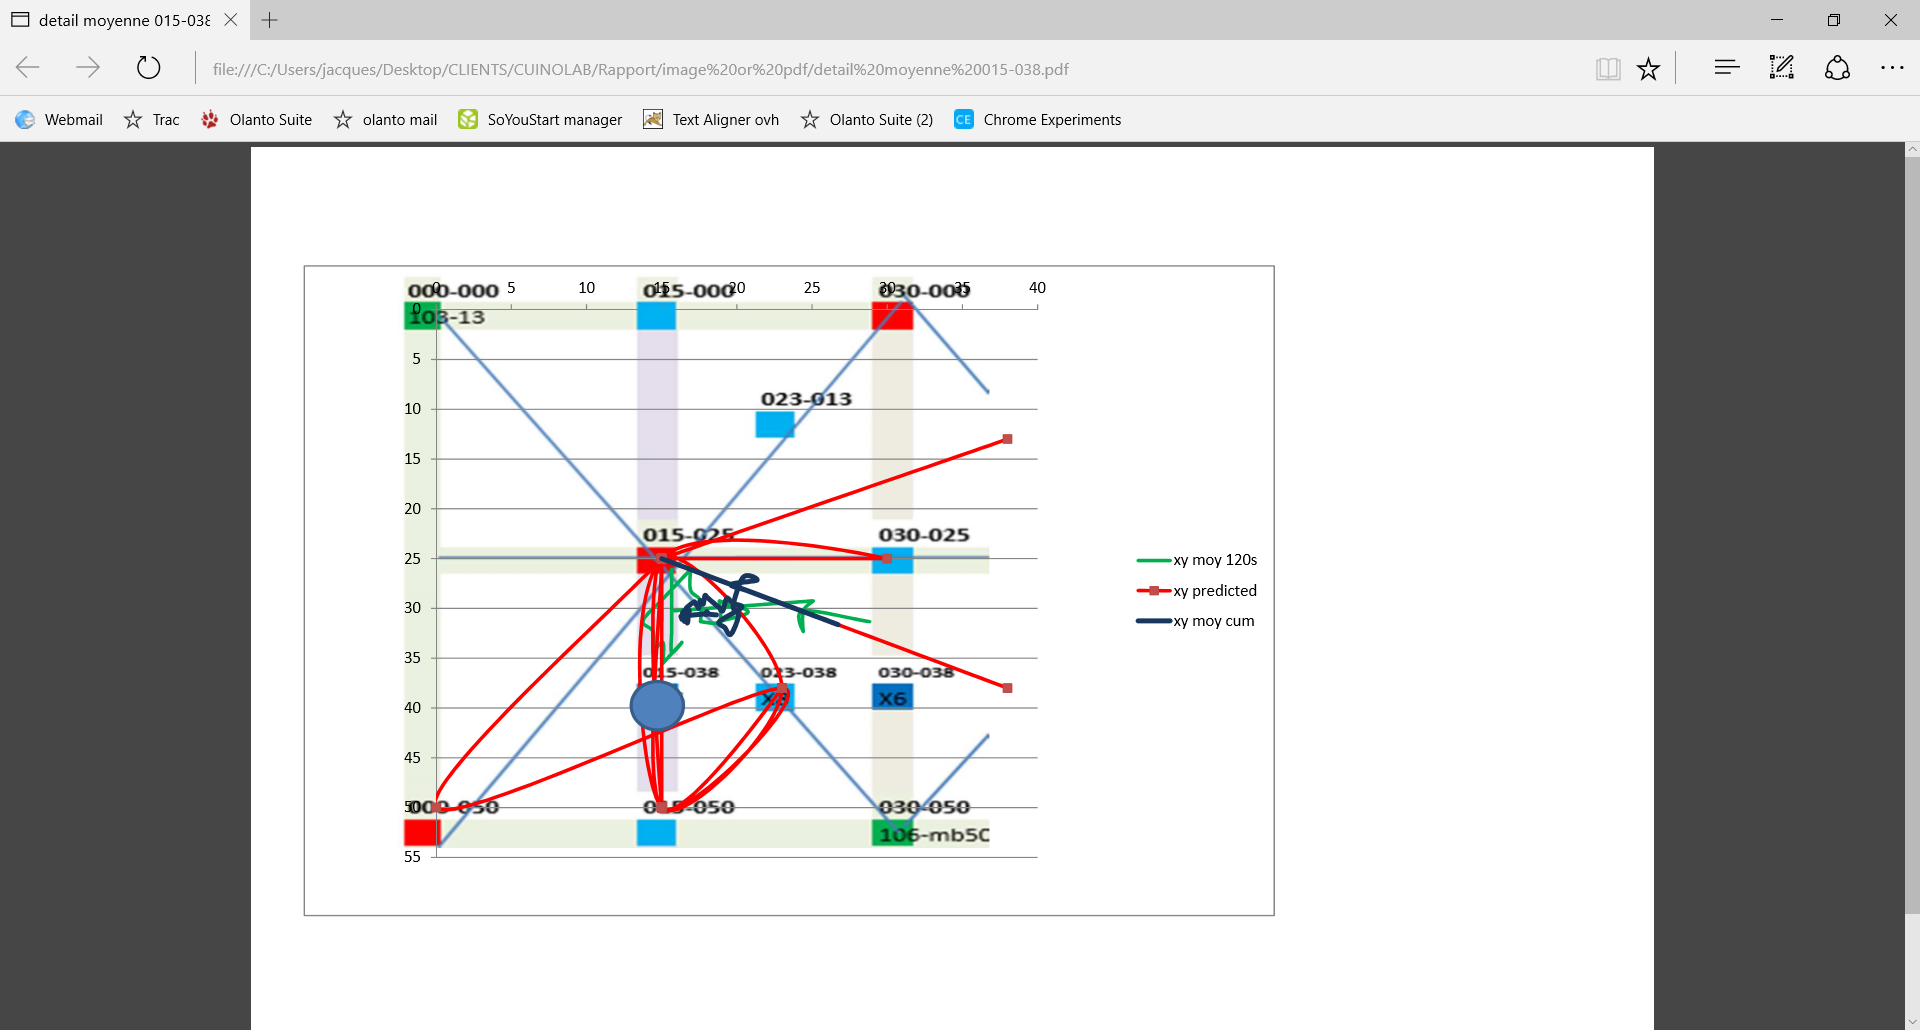 detail moyenne 015-038
file:///C:/Users/jacques/Desktop/CLIENTS/CUINOLAB/Rapport/image%20or%20pdf/detail%20moyenne%20015-038.pdf
Webmail Trac Olanto Suite olanto mail SoYouStart manager Text Aligner ovh Olanto Suite (2) CE Chrome Experiments
0 5 10 15 20 25 30 35 40
000-000 015-000 030-000
0
103-13
5
023-013
10
15
20
015-025 030-025
25
xy moy 120s
xy predicted
30
xy moy cum
35
015-038 023-038 030-038
X6
40
45
50
000-050 015-050 030-050
106-mb50
55